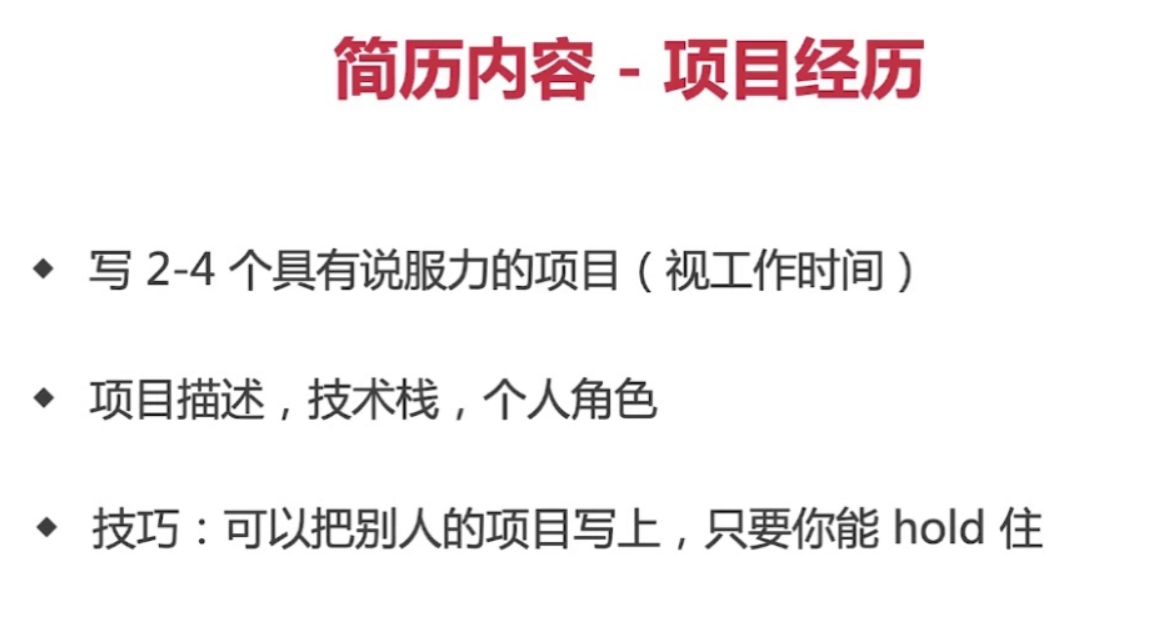 简历内容 - 项目经历
◆ 写 2-4 个具有说服力的项目（视工作时间）
◆ 项目描述，技术栈，个人角色
◆ 技巧：可以把别人的项目写上，只要你能 hold 住